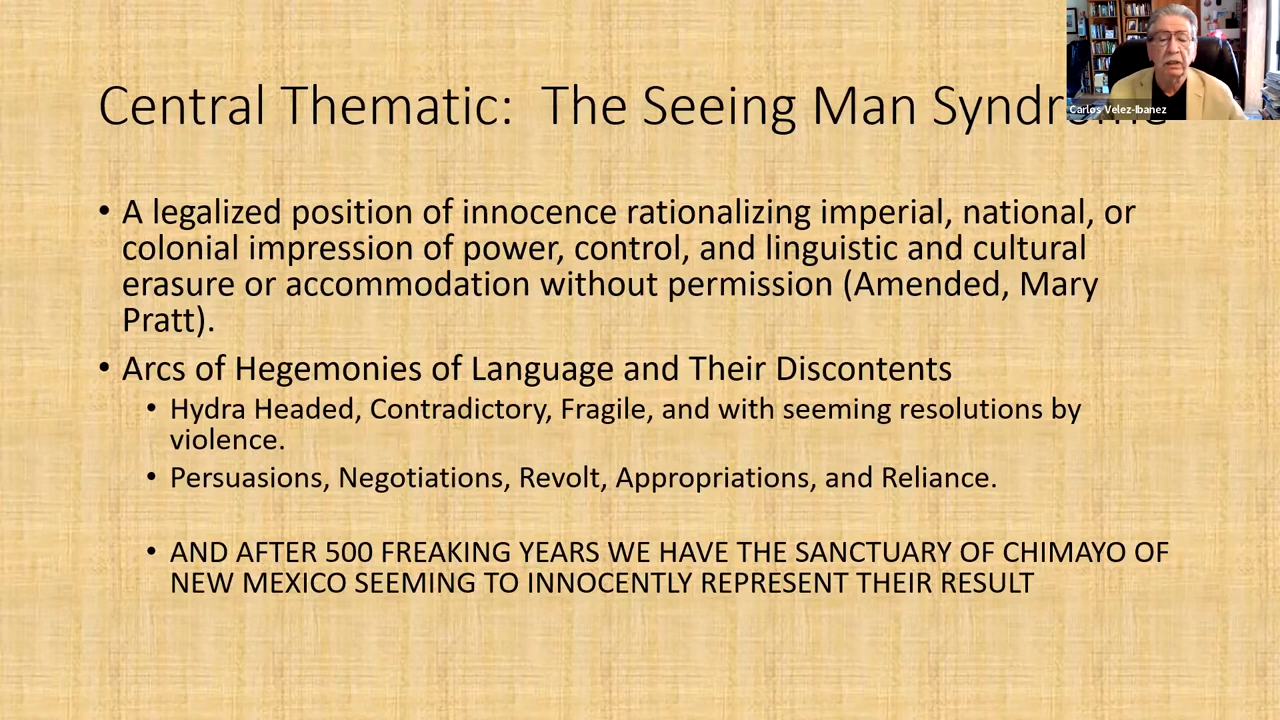 Central Thematic: The Seeing Man Syndrome
Carlos Velez-Ibanez
• A legalized position of innocence rationalizing imperial, national, or
colonial impression of power, control, and linguistic and cultural
erasure or accommodation without permission (Amended, Mary
Pratt).
• Arcs of Hegemonies of Language and Their Discontents
• Hydra Headed, Contradictory, Fragile, and with seeming resolutions by
violence.
• Persuasions, Negotiations, Revolt, Appropriations, and Reliance.
• AND AFTER 500 FREAKING YEARS WE HAVE THE SANCTUARY OF CHIMAYO OF
NEW MEXICO SEEMING TO INNOCENTLY REPRESENT THEIR RESULT